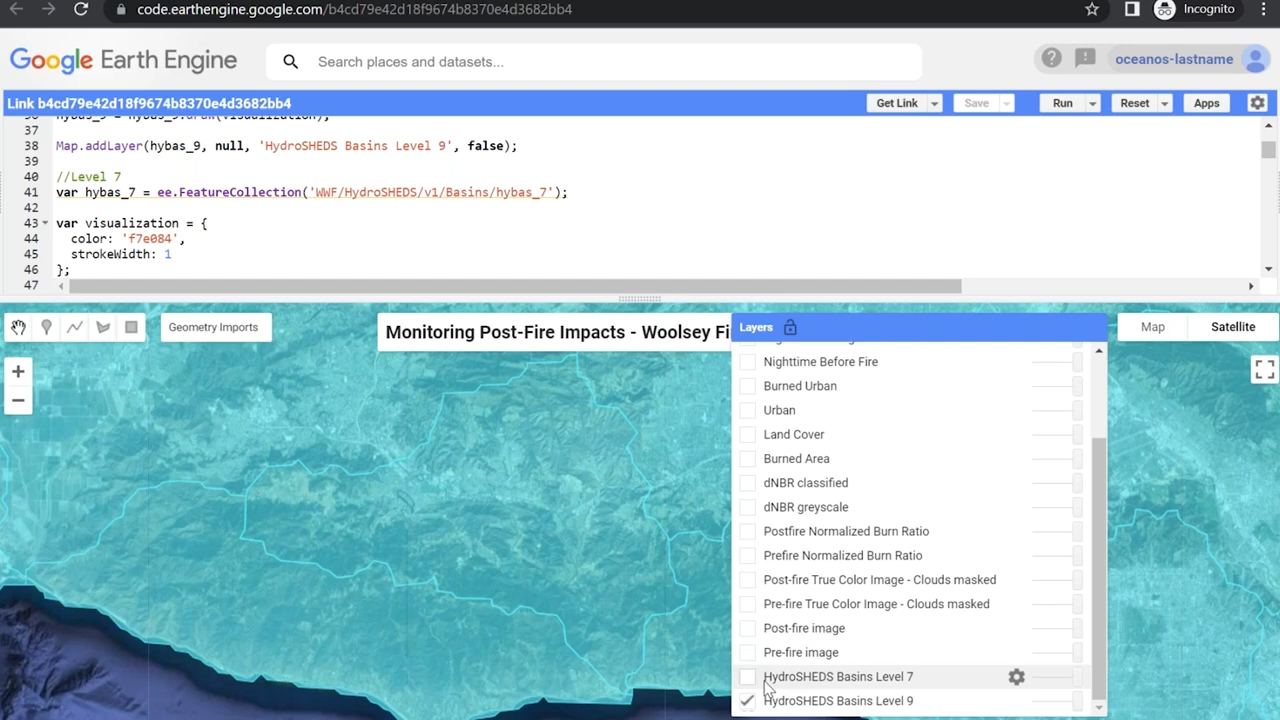 code.earthengine.google.com/b4cd79e42d18f9674b8370e4d3682bb4
Incognito
Google Earth Engine
Search places and datasets...
oceanos-lastname
Link b4cd79e42d18f9674b8370e4d3682bb4
Get Link
Save
Run
Reset
Apps
37
38 Map.addLayer(hybas_9, null, 'HydroSHEDS Basins Level 9', false);
39
40 //Level 7
41 var hybas_7 = ee.FeatureCollection('WWF/HydroSHEDS/v1/Basins/hybas_7');
42
43 var visualization = {
44 color: 'f7e084',
45 strokeWidth: 1
46 };
47
Geometry Imports
Monitoring Post-Fire Impacts - Woolsey
Layers
Map
Satellite
Nighttime Before Fire
Burned Urban
Urban
Land Cover
Burned Area
dNBR classified
dNBR greyscale
Postfire Normalized Burn Ratio
Prefire Normalized Burn Ratio
Post-fire True Color Image - Clouds masked
Pre-fire True Color Image - Clouds masked
Post-fire image
Pre-fire image
HydroSHEDS Basins Level 7
HydroSHEDS Basins Level 9